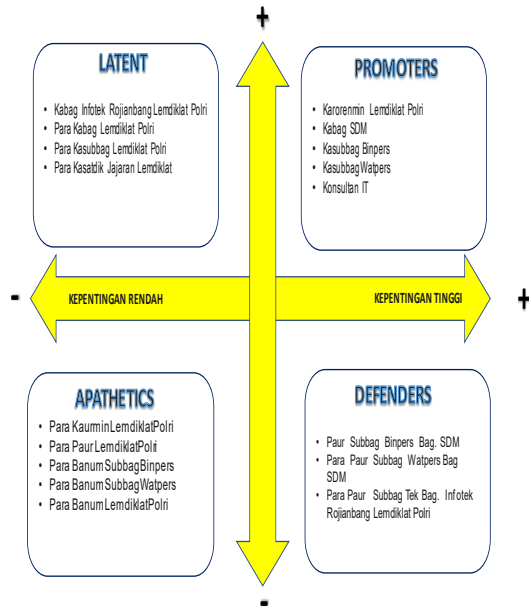 +
LATENT
• Kabag Infotek Rojianbang Lemdiklat Polri
• Para Kabag Lemdiklat Polri
• Para Kasubbag Lemdiklat Polri
• Para Kasatdik Jajaran Lemdiklat
PROMOTERS
• Karorenmin Lemdiklat Polri
• Kabag SDM
• Kasubbag Binpers
• Kasubbag Watpers
• Konsultan IT
-
KEPENTINGAN RENDAH
KEPENTINGAN TINGGI
+
APATHETICS
• Para Kaurmin Lemdiklat Polri
• Para Paur Lemdiklat Polri
• Para Banum Subbag Binpers
• Para Banum Subbag Watpers
• Para Banum Lemdiklat Polri
DEFENDERS
• Paur Subbag Binpers Bag. SDM
• Para Paur Subbag Watpers Bag
SDM
• Para Paur Subbag Tek Bag. Infotek
Rojianbang Lemdiklat Polri
-